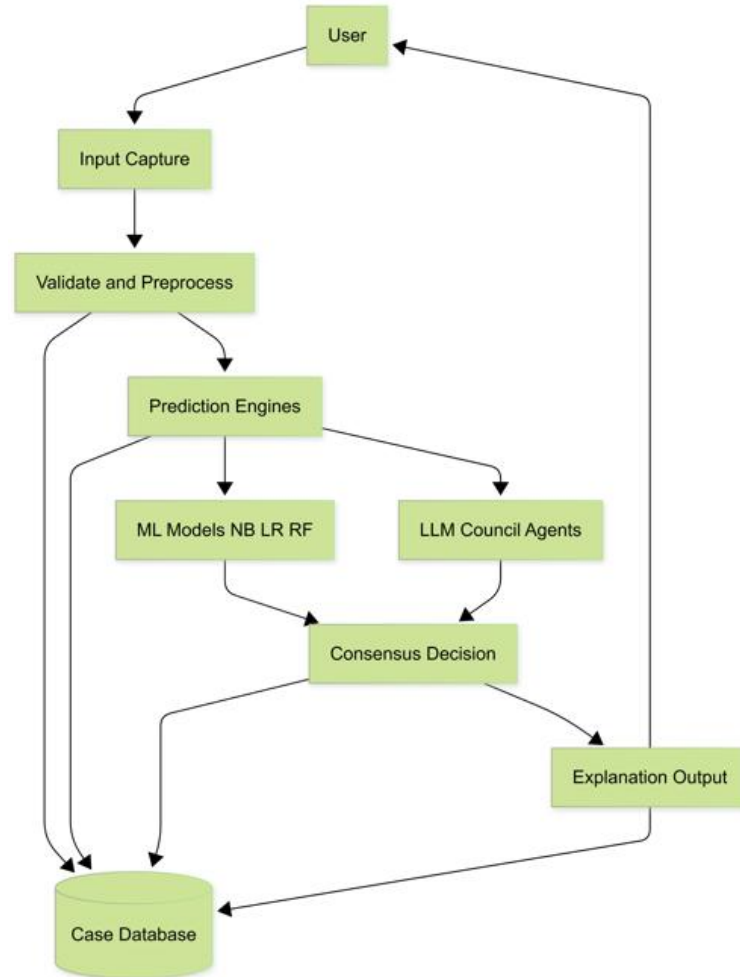 User
Input Capture
Validate and Preprocess
Prediction Engines
ML Models NB LR RF
LLM Council Agents
Consensus Decision
Explanation Output
Case Database